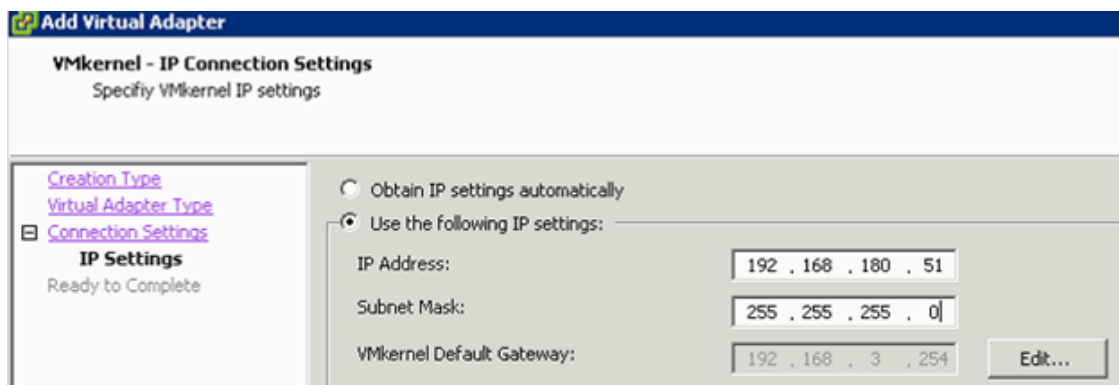 Add Virtual Adapter
VMkernel - IP Connection Settings
Specifiy VMkernel IP settings
Creation Type
Virtual Adapter Type
Connection Settings
IP Settings
Ready to Complete
Obtain IP settings automatically
Use the following IP settings:
IP Address: 192 . 168 . 180 . 51
Subnet Mask: 255 . 255 . 255 . 0
VMkernel Default Gateway: 192 . 168 . 3 . 254 Edit...